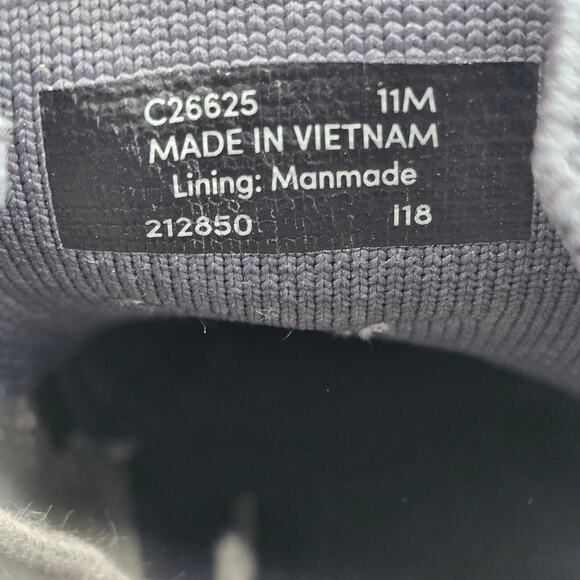 C26625 11M
MADE IN VIETNAM
Lining: Manmade
212850 I18